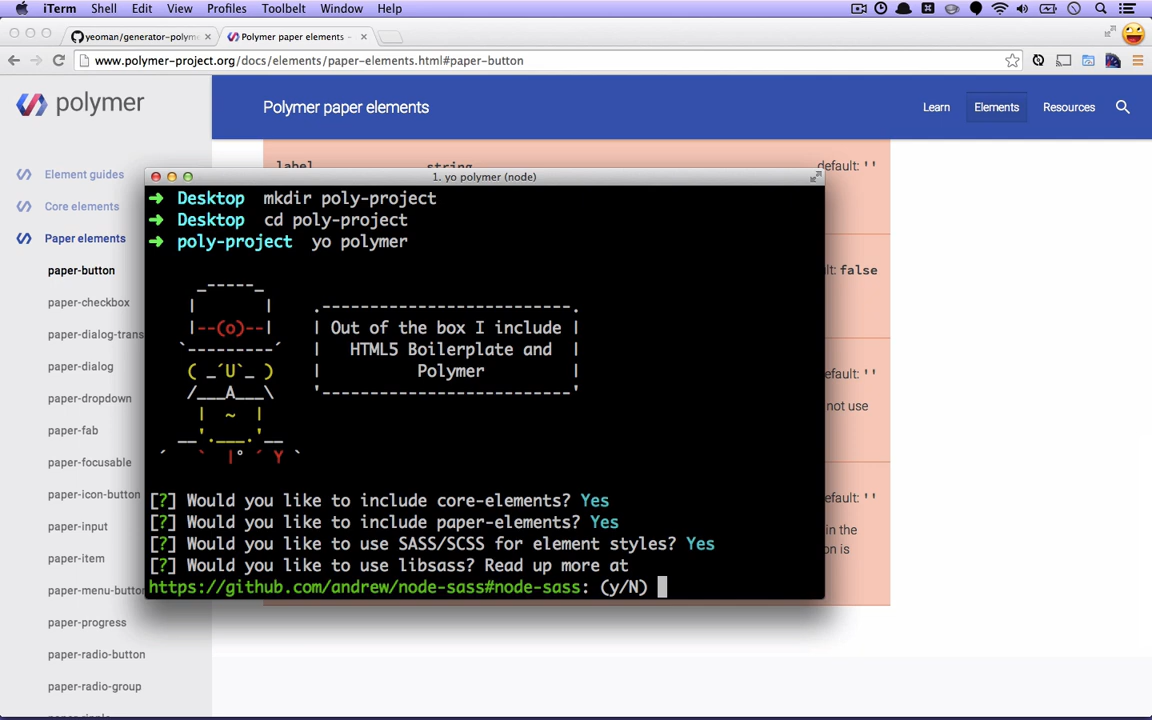 iTerm Shell Edit View Profiles Toolbelt Window Help
yeoman/generator-polym
Polymer paper elements -
www.polymer-project.org/docs/elements/paper-elements.html#paper-button
polymer
Polymer paper elements
Learn Elements Resources
Element guides
Core elements
Paper elements
paper-button
paper-checkbox
paper-dialog-trans
paper-dialog
paper-dropdown
paper-fab
paper-focusable
paper-icon-button
paper-input
paper-item
paper-menu-button
paper-progress
paper-radio-button
paper-radio-group
label string default: ''
ult: false
default: ''
not use
default: ''
in the
on is
1. yo polymer (node)
➜ Desktop mkdir poly-project
➜ Desktop cd poly-project
➜ poly-project yo polymer
Out of the box I include
HTML5 Boilerplate and
Polymer
[?] Would you like to include core-elements? Yes
[?] Would you like to include paper-elements? Yes
[?] Would you like to use SASS/SCSS for element styles? Yes
[?] Would you like to use libsass? Read up more at
https://github.com/andrew/node-sass#node-sass: (y/N)